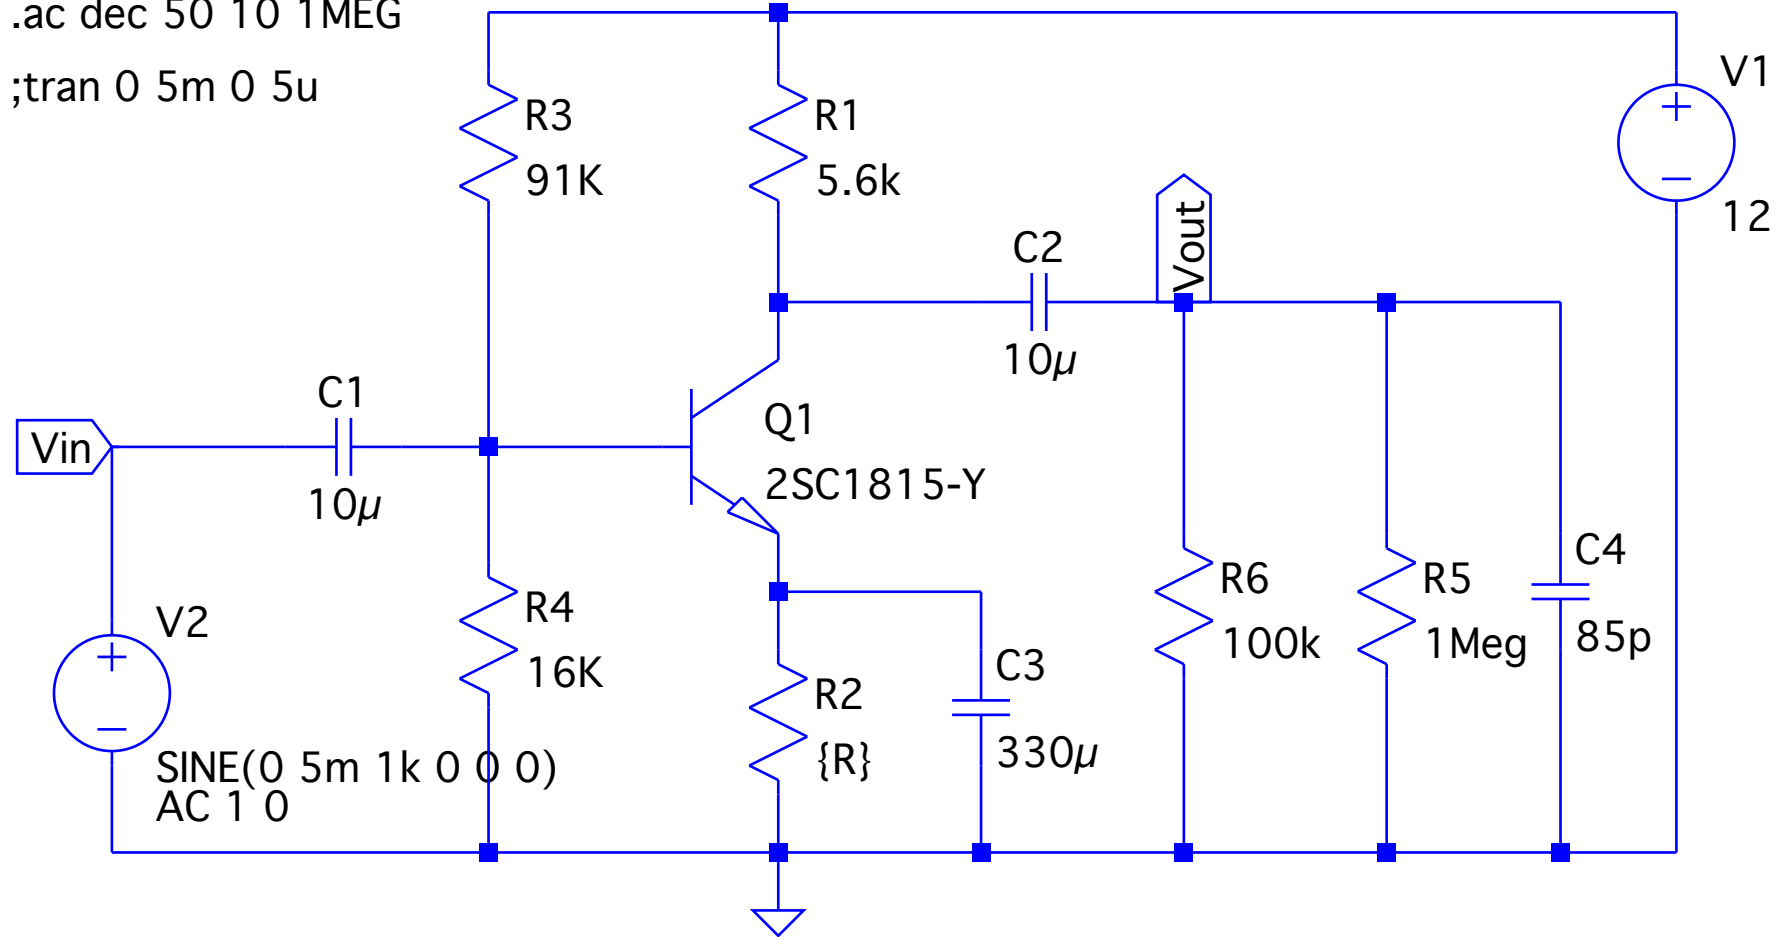 .ac dec 50 10 1MEG
;tran 0 5m 0 5u
V1
12
R3
91K
R1
5.6k
C2
10µ
Vout
C1
10µ
Vin
Q1
2SC1815-Y
V2
SINE(0 5m 1k 0 0 0)
AC 1 0
R4
16K
R2
{R}
C3
330µ
R6
100k
R5
1Meg
C4
85p